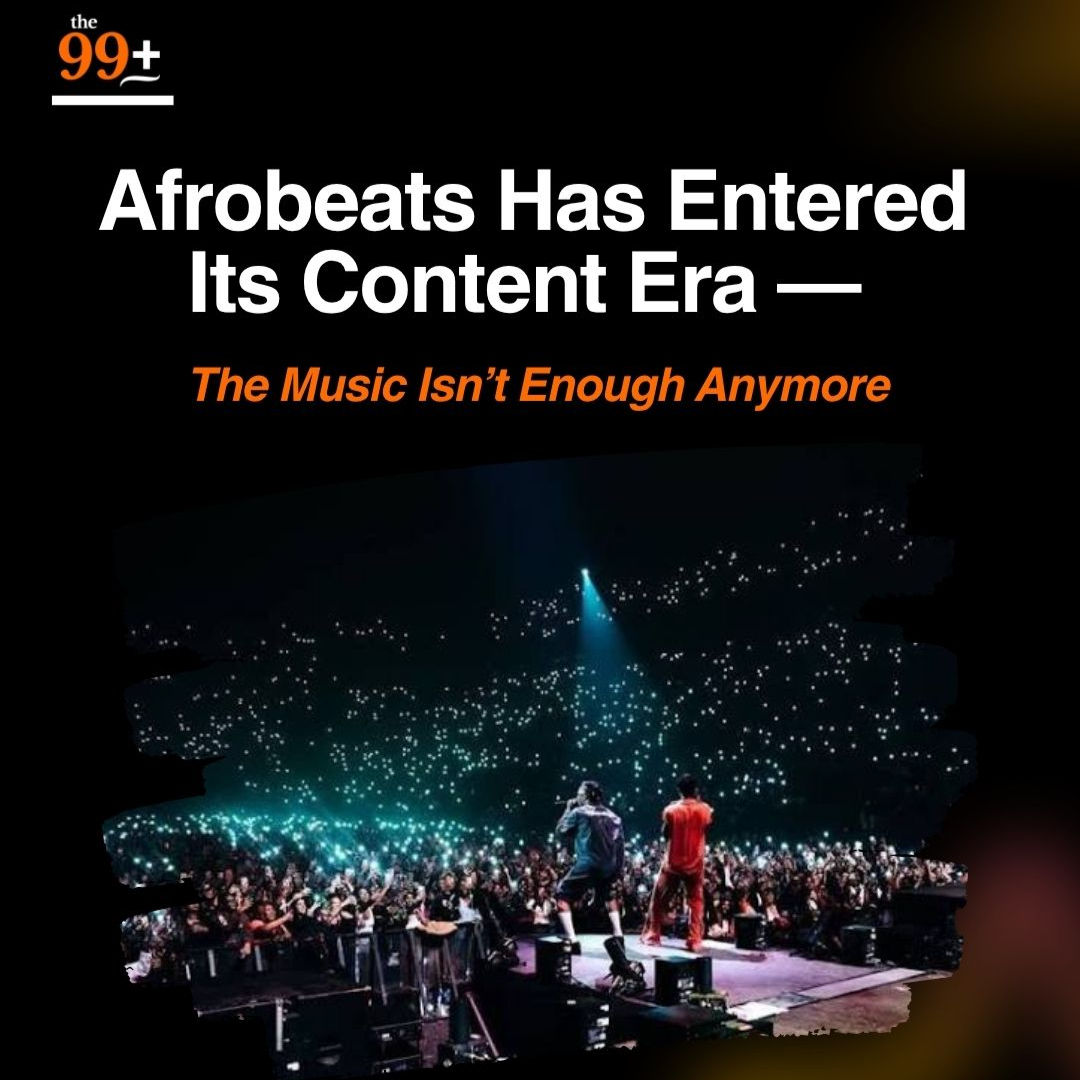 the
99+
Afrobeats Has Entered
Its Content Era —
The Music Isn’t Enough Anymore